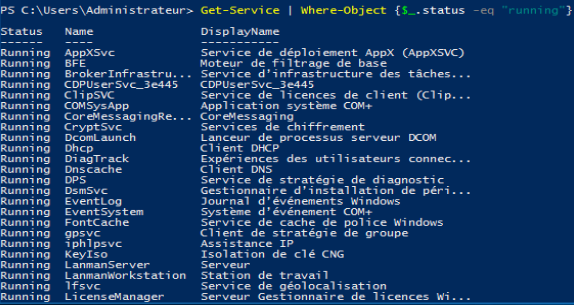 PS C:\Users\Administrateur> Get-Service | Where-Object {$_.status -eq "running"}
Status Name DisplayName
------ ---- -----------
Running AppXSvc Service de déploiement AppX (AppXSVC)
Running BFE Moteur de filtrage de base
Running BrokerInfrastru... Service d'infrastructure des tâches...
Running CDPUserSvc_3e445 CDPUserSvc_3e445
Running ClipSVC Service de licences de client (Clip...
Running COMSysApp Application système COM+
Running CoreMessagingRe... CoreMessaging
Running CryptSvc Services de chiffrement
Running DcomLaunch Lanceur de processus serveur DCOM
Running Dhcp Client DHCP
Running DiagTrack Expériences des utilisateurs connec...
Running Dnscache Client DNS
Running DPS Service de stratégie de diagnostic
Running DsmSvc Gestionnaire d'installation de péri...
Running EventLog Journal d'événements Windows
Running EventSystem Système d'événement COM+
Running FontCache Service de cache de police Windows
Running gpsvc Client de stratégie de groupe
Running iphlpsvc Assistance IP
Running KeyIso Isolation de clé CNG
Running LanmanServer Serveur
Running LanmanWorkstation Station de travail
Running lfsvc Service de géolocalisation
Running LicenseManager Serveur Gestionnaire de licences Wi...